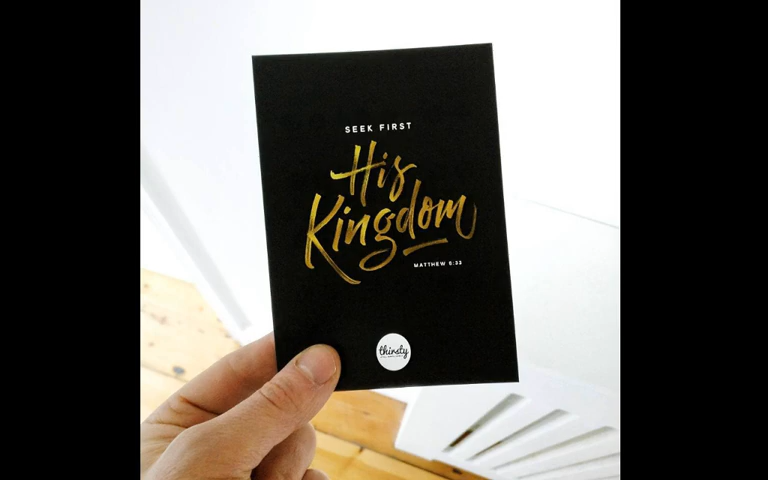 SEEK FIRST
His
Kingdom
MATTHEW 6:33
thirsty